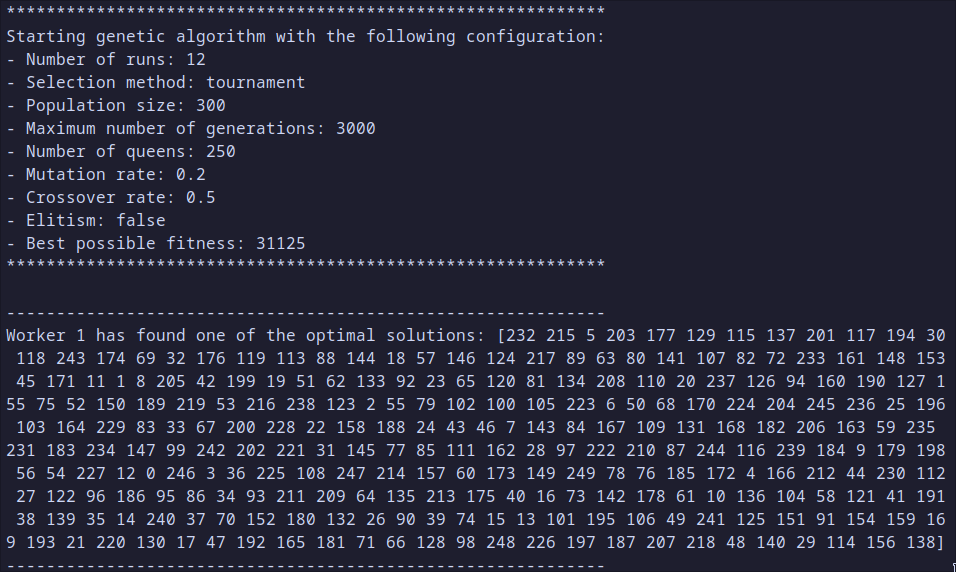 ************************************************************
Starting genetic algorithm with the following configuration:
- Number of runs: 12
- Selection method: tournament
- Population size: 300
- Maximum number of generations: 3000
- Number of queens: 250
- Mutation rate: 0.2
- Crossover rate: 0.5
- Elitism: false
- Best possible fitness: 31125
************************************************************
------------------------------------------------------------
Worker 1 has found one of the optimal solutions: [232 215 5 203 177 129 115 137 201 117 194 30
118 243 174 69 32 176 119 113 88 144 18 57 146 124 217 89 63 80 141 107 82 72 233 161 148 153
45 171 11 1 8 205 42 199 19 51 62 133 92 23 65 120 81 134 208 110 20 237 126 94 160 190 127 1
55 75 52 150 189 219 53 216 238 123 2 55 79 102 100 105 223 6 50 68 170 224 204 245 236 25 196
103 164 229 83 33 67 200 228 22 158 188 24 43 46 7 143 84 167 109 131 168 182 206 163 59 235
231 183 234 147 99 242 202 221 31 145 77 85 111 162 28 97 222 210 87 244 116 239 184 9 179 198
56 54 227 12 0 246 3 36 225 108 247 214 157 60 173 149 249 78 76 185 172 4 166 212 44 230 112
27 122 96 186 95 86 34 93 211 209 64 135 213 175 40 16 73 142 178 61 10 136 104 58 121 41 191
38 139 35 14 240 37 70 152 180 132 26 90 39 74 15 13 101 195 106 49 241 125 151 91 154 159 16
9 193 21 220 130 17 47 192 165 181 71 66 128 98 248 226 197 187 207 218 48 140 29 114 156 138]
------------------------------------------------------------